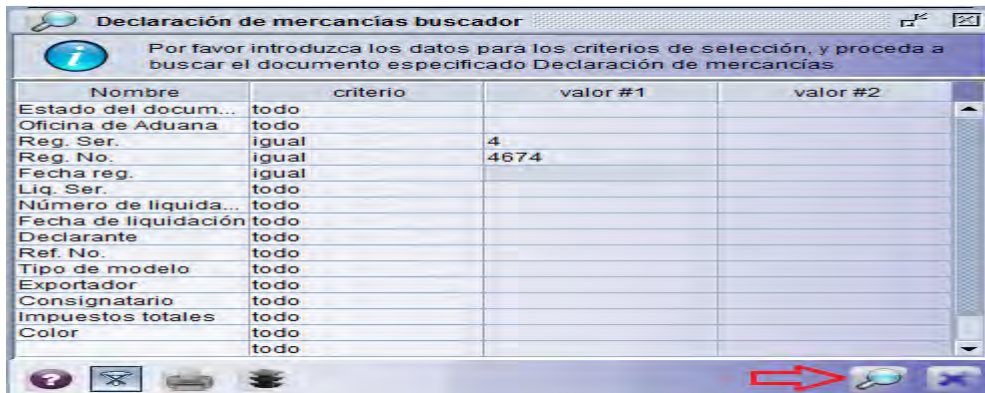 Declaración de mercancías buscador
Por favor introduzca los datos para los criterios de selección, y proceda a
buscar el documento especificado Declaración de mercancías
Nombre criterio valor #1 valor #2
Estado del docum... todo
Oficina de Aduana todo
Reg. Ser. igual 4
Reg. No. igual 4674
Fecha reg. igual
Liq. Ser. todo
Número de liquida... todo
Fecha de liquidación todo
Declarante todo
Ref. No. todo
Tipo de modelo todo
Exportador todo
Consignatario todo
Impuestos totales todo
Color todo
todo